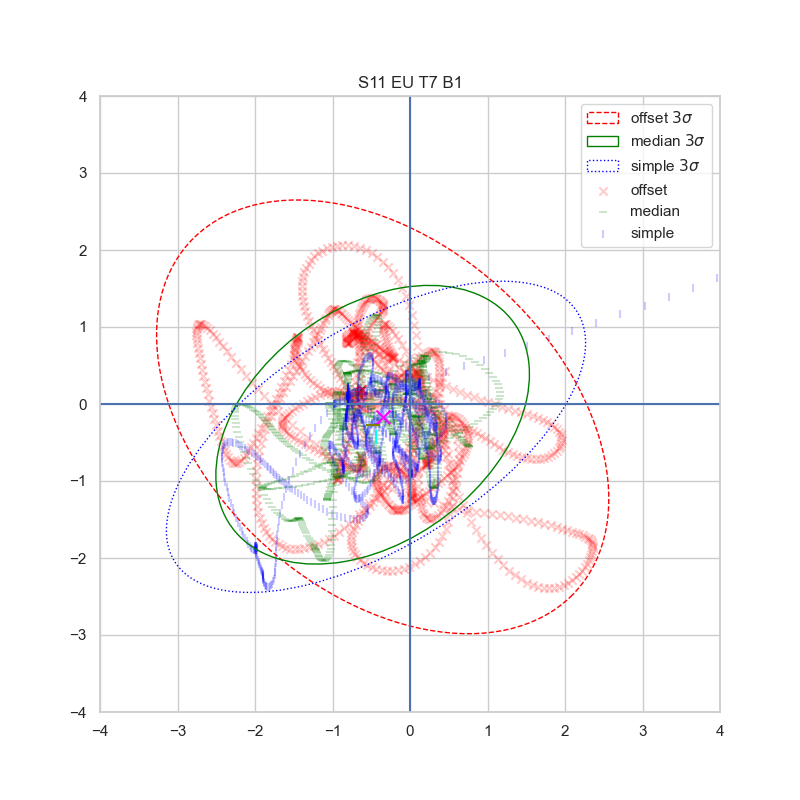 S11 EU T7 B1
offset 3σ
median 3σ
simple 3σ
offset
median
simple
4
3
2
1
0
−1
−2
−3
−4
−4 −3 −2 −1 0 1 2 3 4